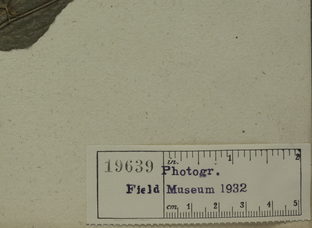 19639
in. 1 2
Photogr.
Field Museum 1932
cm. 1 2 3 4 5